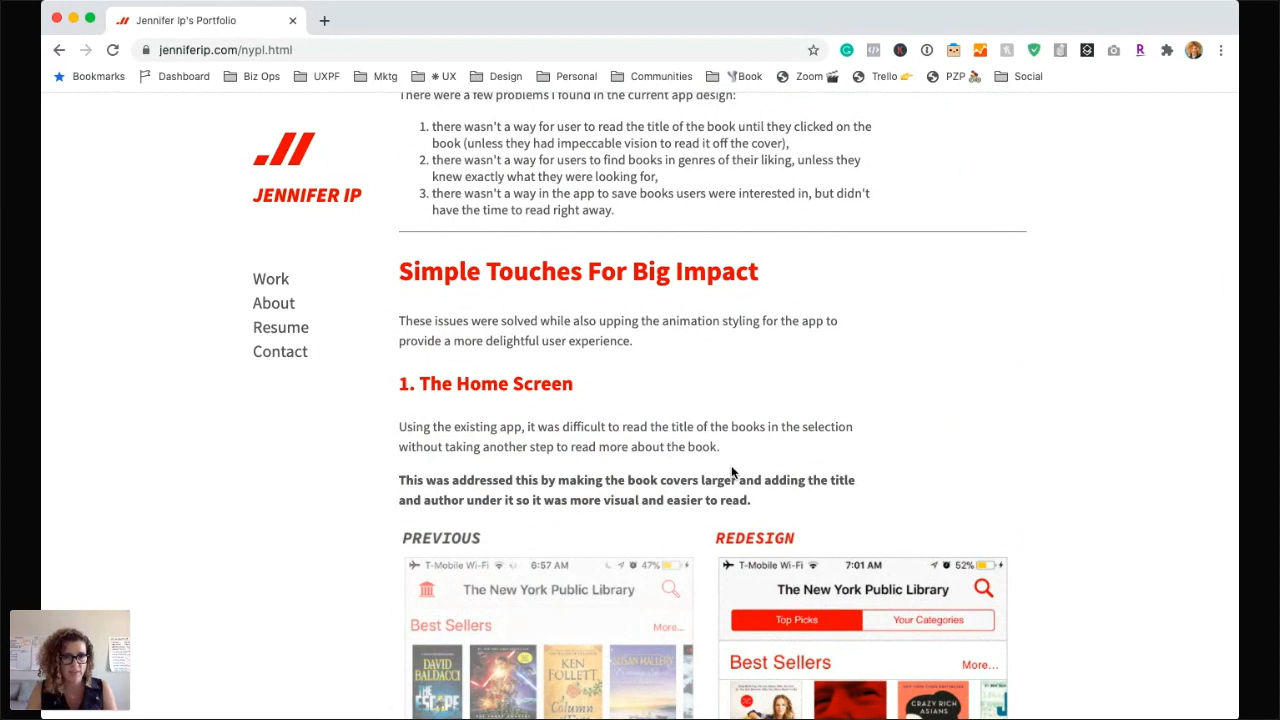 Jennifer Ip's Portfolio
jenniferip.com/nypl.html
Bookmarks Dashboard Biz Ops UXPF Mktg UX Design Personal Communities Book Zoom Trello PZP Social
There were a few problems I found in the current app design:
1. there wasn't a way for user to read the title of the book until they clicked on the
book (unless they had impeccable vision to read it off the cover),
2. there wasn't a way for users to find books in genres of their liking, unless they
knew exactly what they were looking for,
3. there wasn't a way in the app to save books users were interested in, but didn't
have the time to read right away.
JENNIFER IP
Work
About
Resume
Contact
Simple Touches For Big Impact
These issues were solved while also upping the animation styling for the app to
provide a more delightful user experience.
1. The Home Screen
Using the existing app, it was difficult to read the title of the books in the selection
without taking another step to read more about the book.
This was addressed this by making the book covers larger and adding the title
and author under it so it was more visual and easier to read.
PREVIOUS
T-Mobile Wi-Fi 6:57 AM 47%
The New York Public Library
Best Sellers More...
DAVID
BALDACCI
THE
ESCAPE
KEN
FOLLETT
Column
SUSAN MALLERY
REDESIGN
T-Mobile Wi-Fi 7:01 AM 52%
The New York Public Library
Top Picks Your Categories
Best Sellers More...
CRAZY RICH
ASIANS